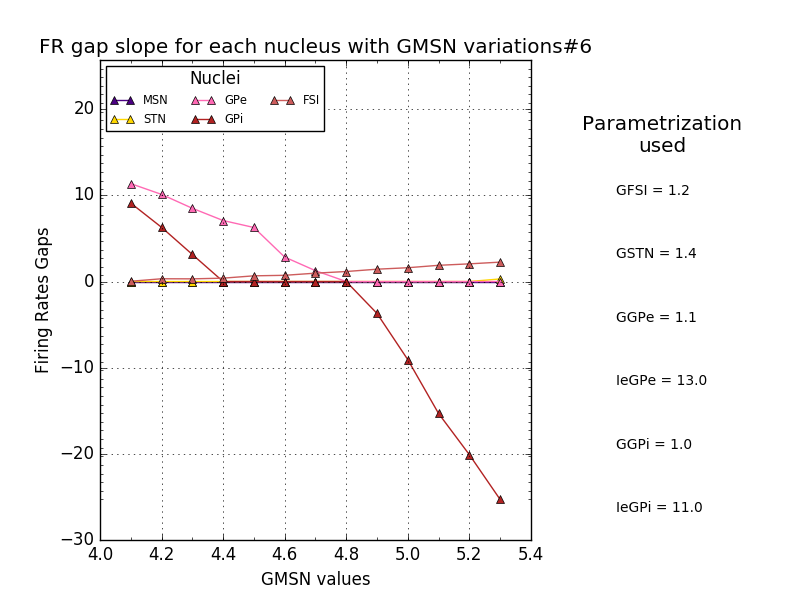 FR gap slope for each nucleus with GMSN variations#6
Nuclei
MSN GPe FSI
STN GPi
Firing Rates Gaps
20
10
0
−10
−20
−30
4.0 4.2 4.4 4.6 4.8 5.0 5.2 5.4
GMSN values
Parametrization
used
GFSI = 1.2
GSTN = 1.4
GGPe = 1.1
IeGPe = 13.0
GGPi = 1.0
IeGPi = 11.0